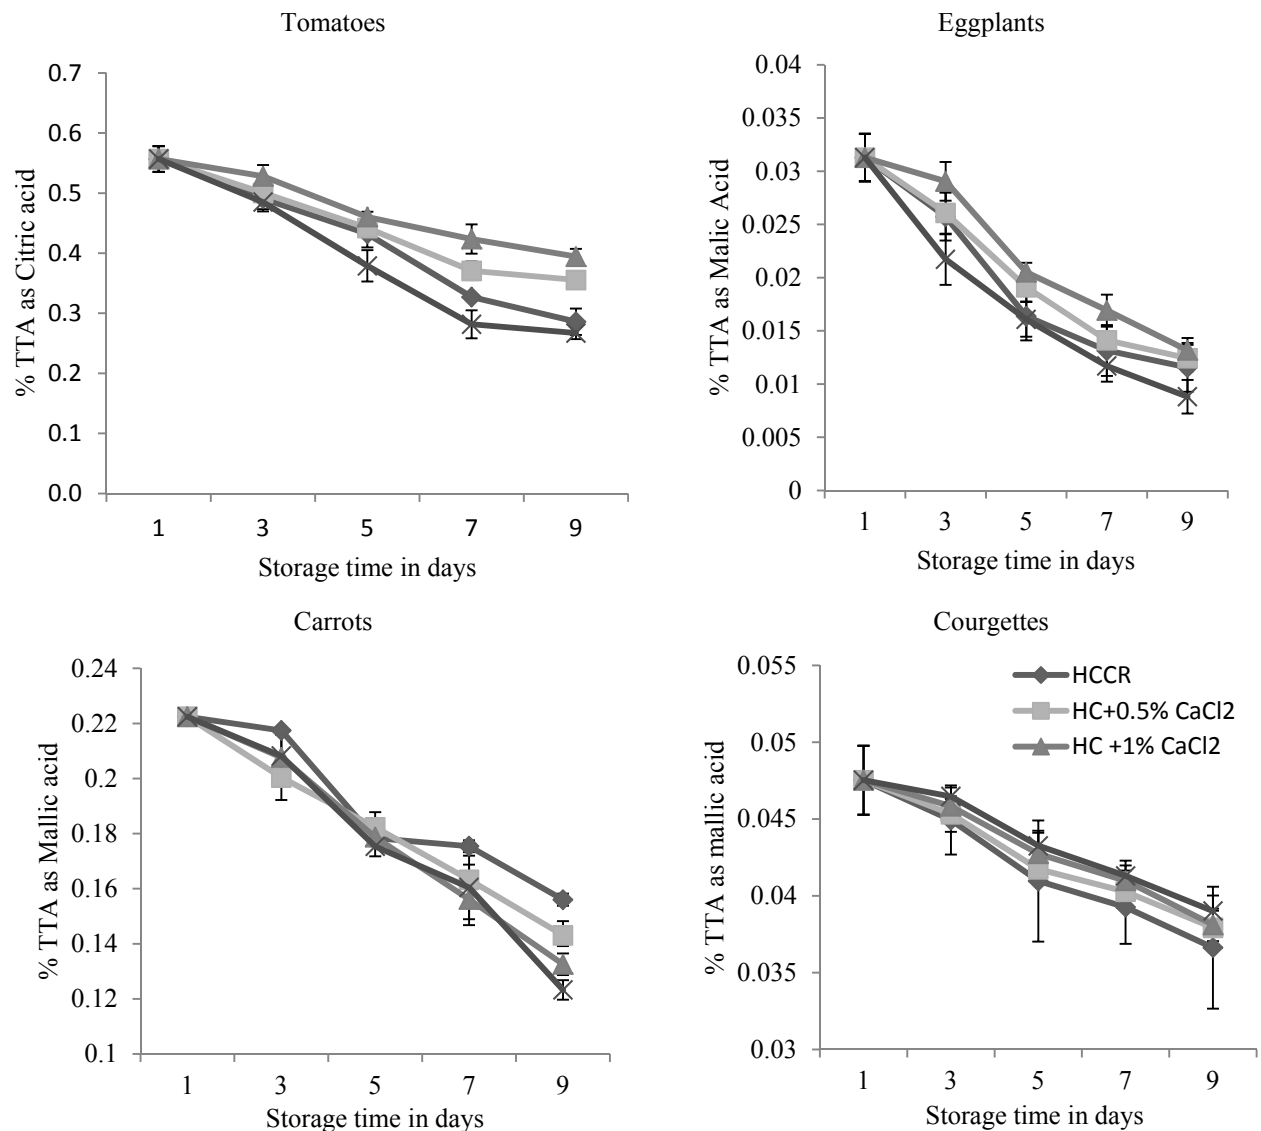 Tomatoes
0.7
0.6
0.5
0.4
0.3
0.2
0.1
0.0
% TTA as Citric acid
1 3 5 7 9
Storage time in days
Eggplants
0.04
0.035
0.03
0.025
0.02
0.015
0.01
0.005
0
% TTA as Malic Acid
1 3 5 7 9
Storage time in days
Carrots
0.24
0.22
0.2
0.18
0.16
0.14
0.12
0.1
% TTA as Mallic acid
1 3 5 7 9
Storage time in days
Courgettes
0.055
0.05
0.045
0.04
0.035
0.03
% TTA as mallic acid
HCCR
HC+0.5% CaCl2
HC +1% CaCl2
1 3 5 7 9
Storage time in days